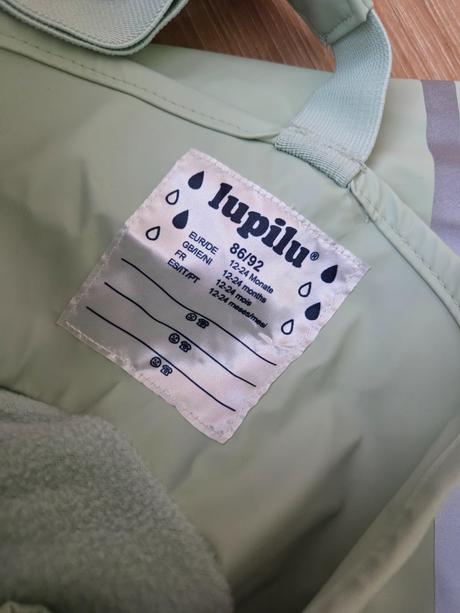 lupilu®
EUR/DE 86/92 12-24 Monate
GB/IE/NI 12-24 months
FR 12-24 mois
ES/IT/PT 12-24 meses/mesi